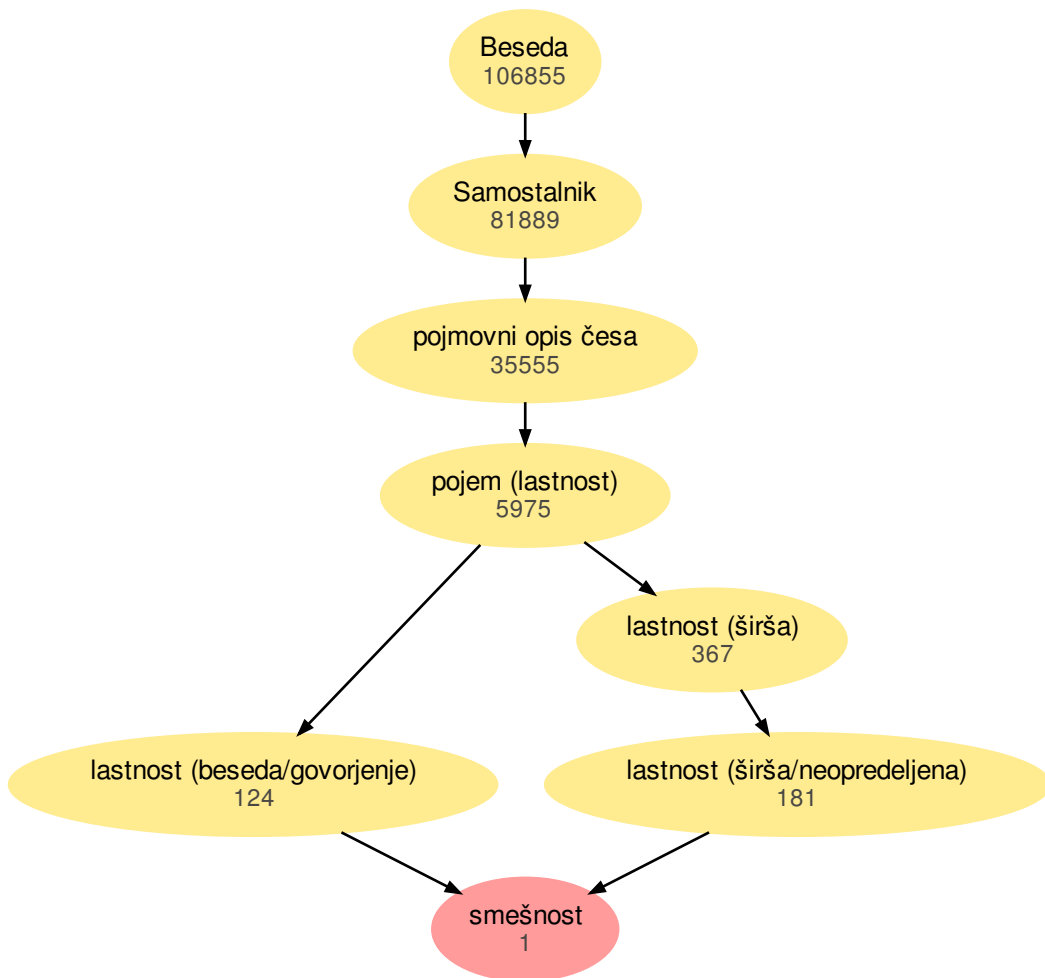 Beseda
106855
Samostalnik
81889
pojmovni opis česa
35555
pojem (lastnost)
5975
lastnost (širša)
367
lastnost (beseda/govorjenje)
124
lastnost (širša/neopredeljena)
181
smešnost
1